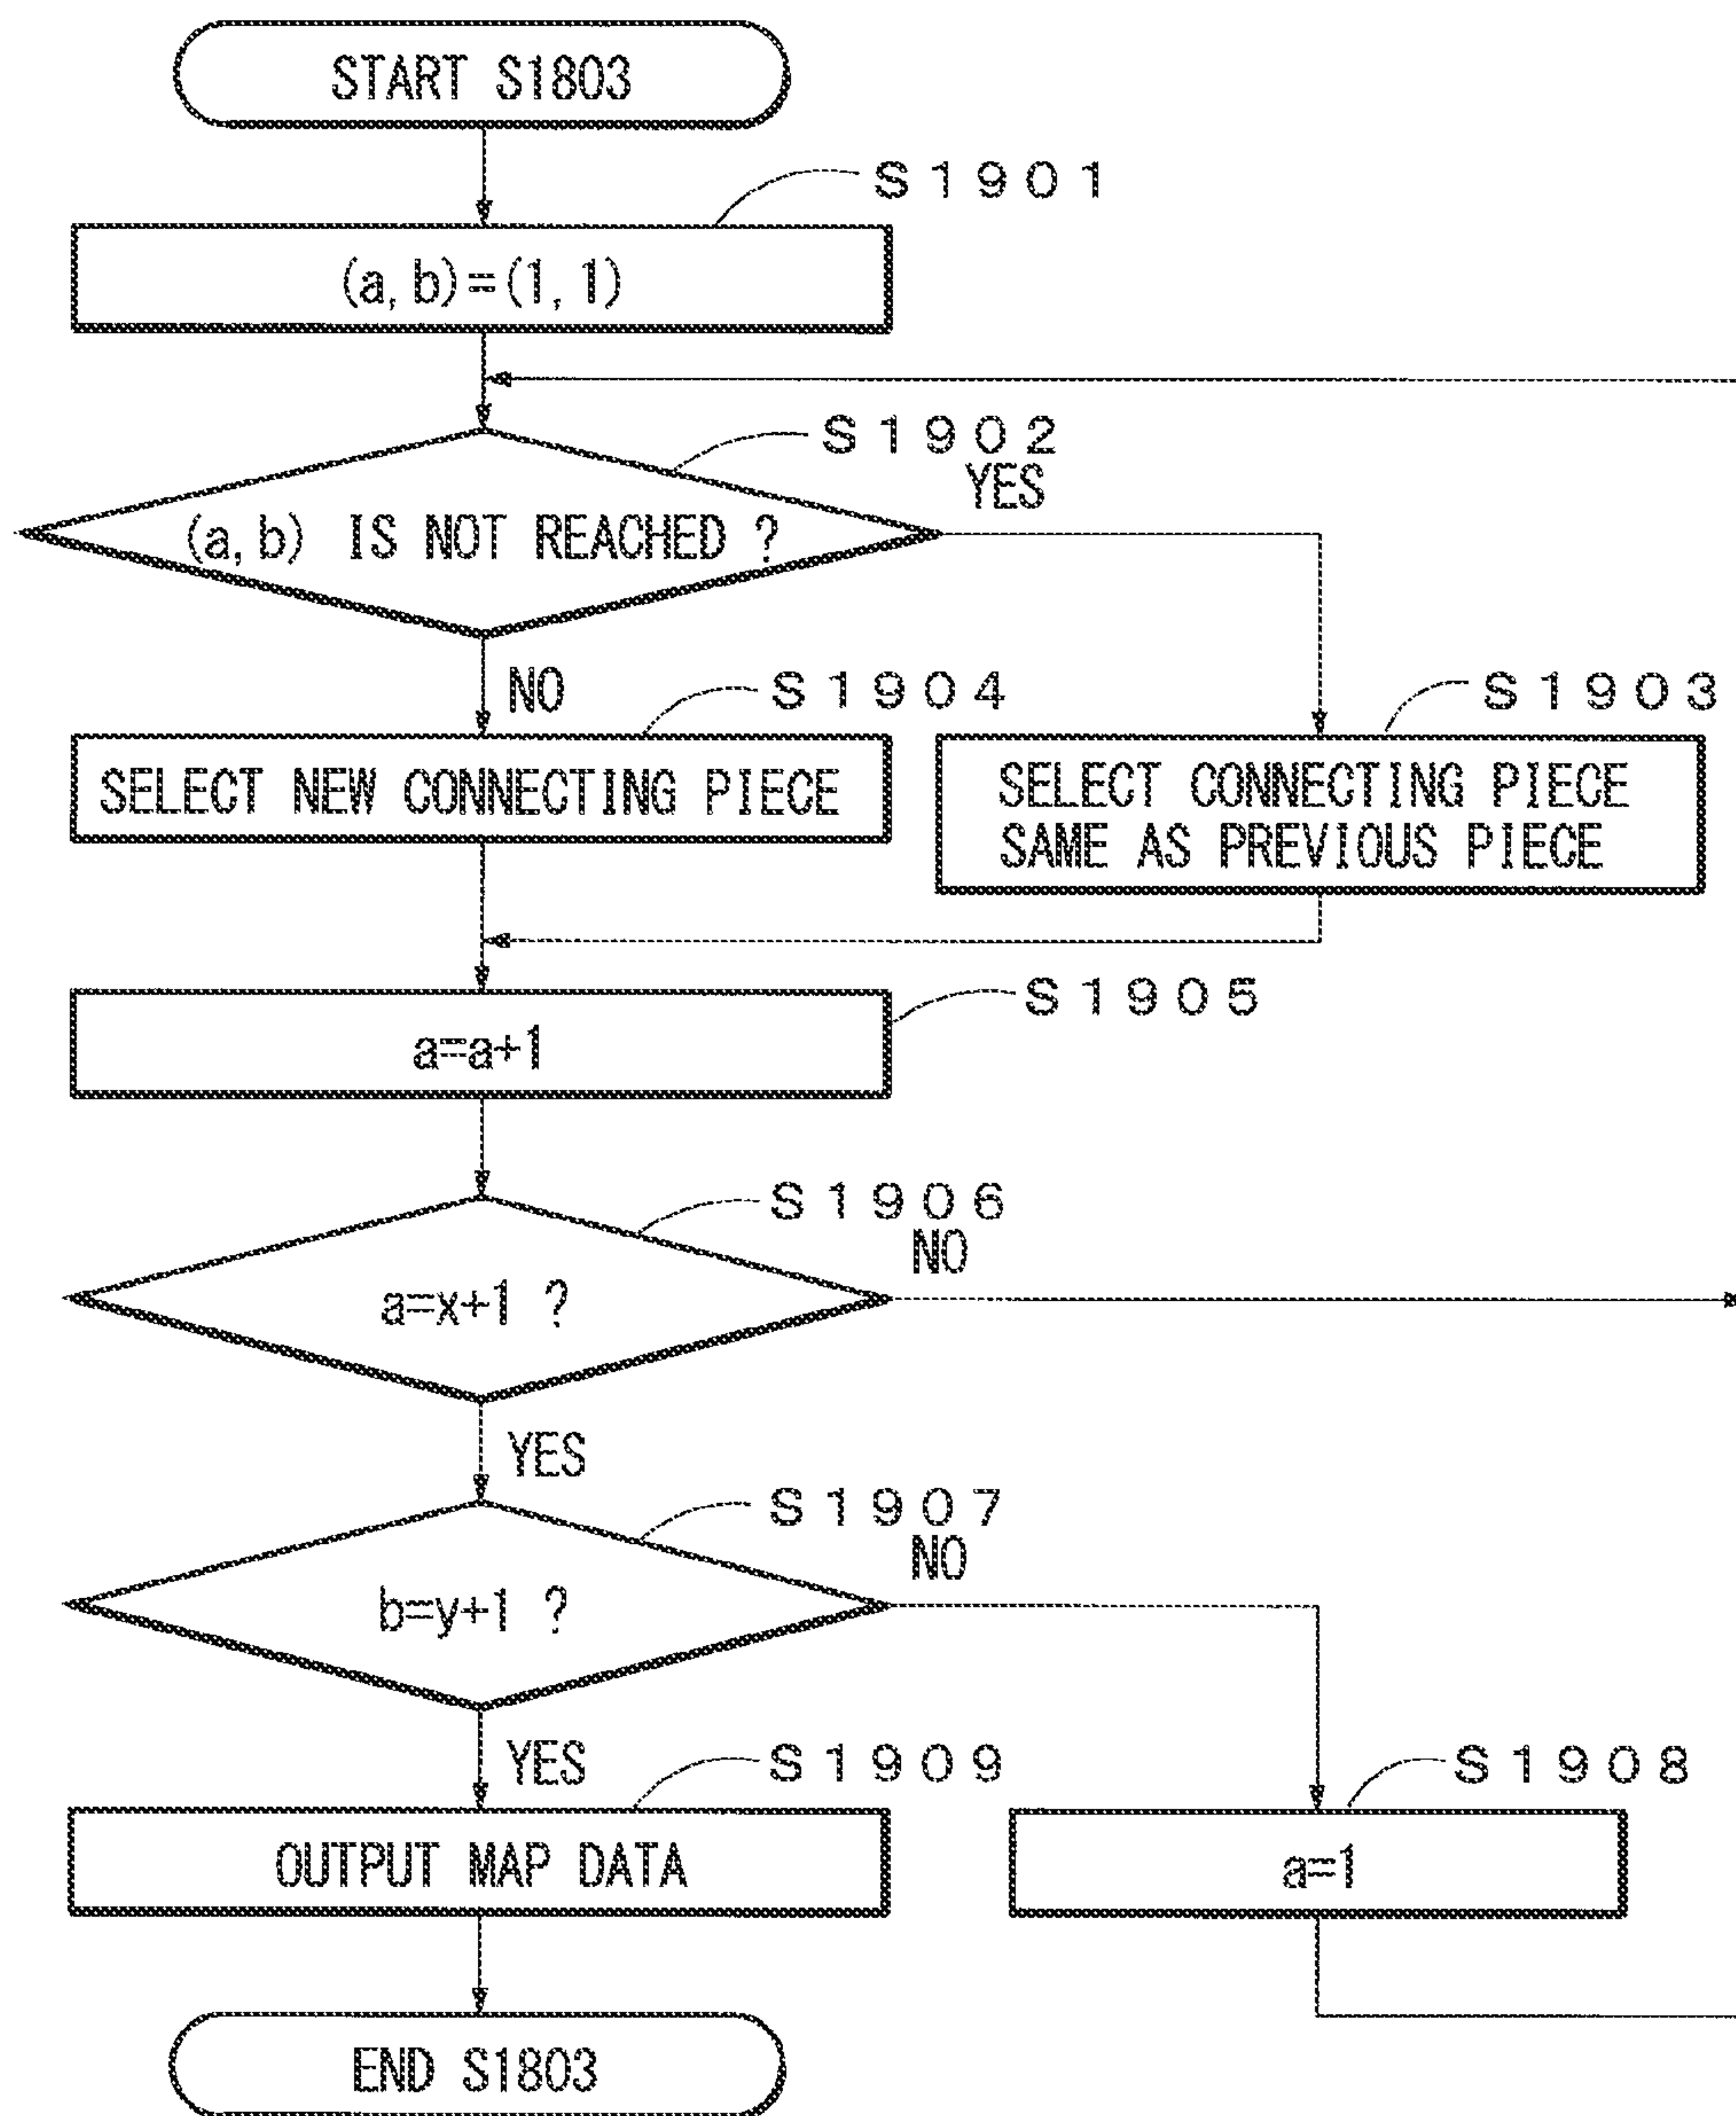 START S1803
S1901
(a,b)=(1,1)
S1902
YES
(a,b) IS NOT REACHED ?
NO
S1904
S1903
SELECT NEW CONNECTING PIECE
SELECT CONNECTING PIECE
SAME AS PREVIOUS PIECE
S1905
a=a+1
S1906
NO
a=x+1 ?
YES
S1907
NO
b=y+1 ?
YES
S1909
S1908
OUTPUT MAP DATA
a=1
END S1803